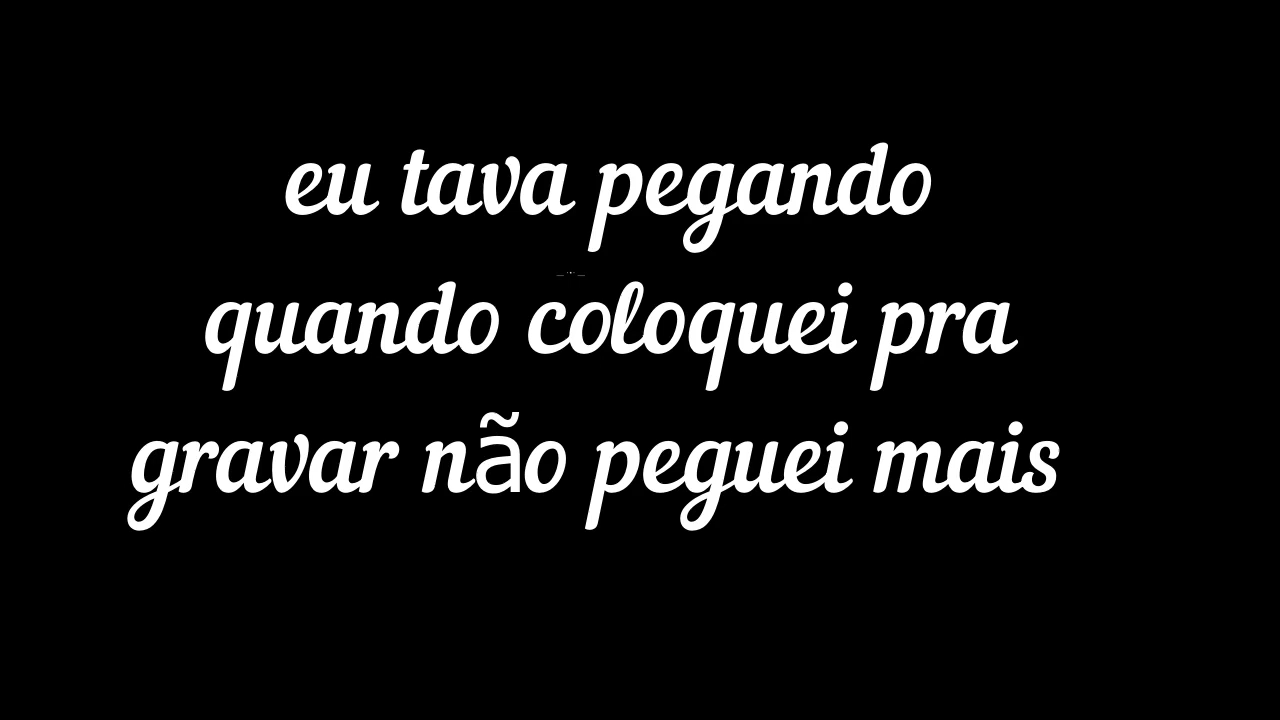 eu tava pegando
quando coloquei pra
gravar não peguei mais